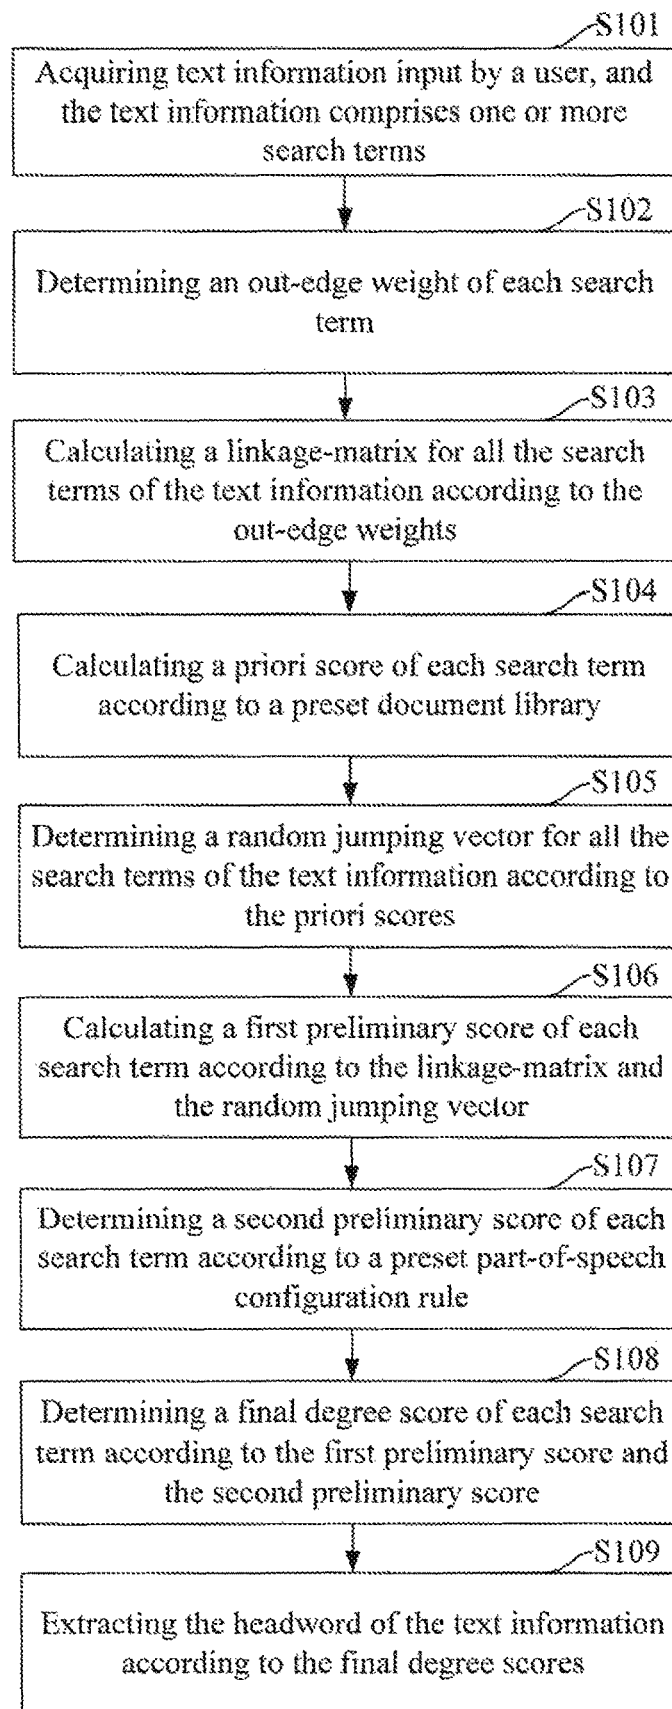 S101
Acquiring text information input by a user, and
the text information comprises one or more
search terms
S102
Determining an out-edge weight of each search
term
S103
Calculating a linkage-matrix for all the search
terms of the text information according to the
out-edge weights
S104
Calculating a priori score of each search term
according to a preset document library
S105
Determining a random jumping vector for all the
search terms of the text information according to
the priori scores
S106
Calculating a first preliminary score of each
search term according to the linkage-matrix and
the random jumping vector
S107
Determining a second preliminary score of each
search term according to a preset part-of-speech
configuration rule
S108
Determining a final degree score of each search
term according to the first preliminary score and
the second preliminary score
S109
Extracting the headword of the text information
according to the final degree scores